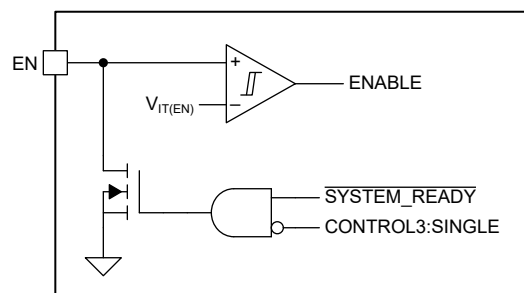 EN
+
ENABLE
V_IT(EN)
−
SYSTEM_READY
CONTROL3:SINGLE